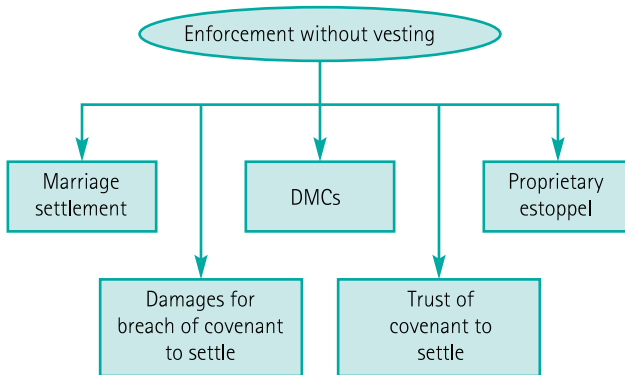 Enforcement without vesting
Marriage
settlement
DMCs
Proprietary
estoppel
Damages for
breach of covenant
to settle
Trust of
covenant to
settle